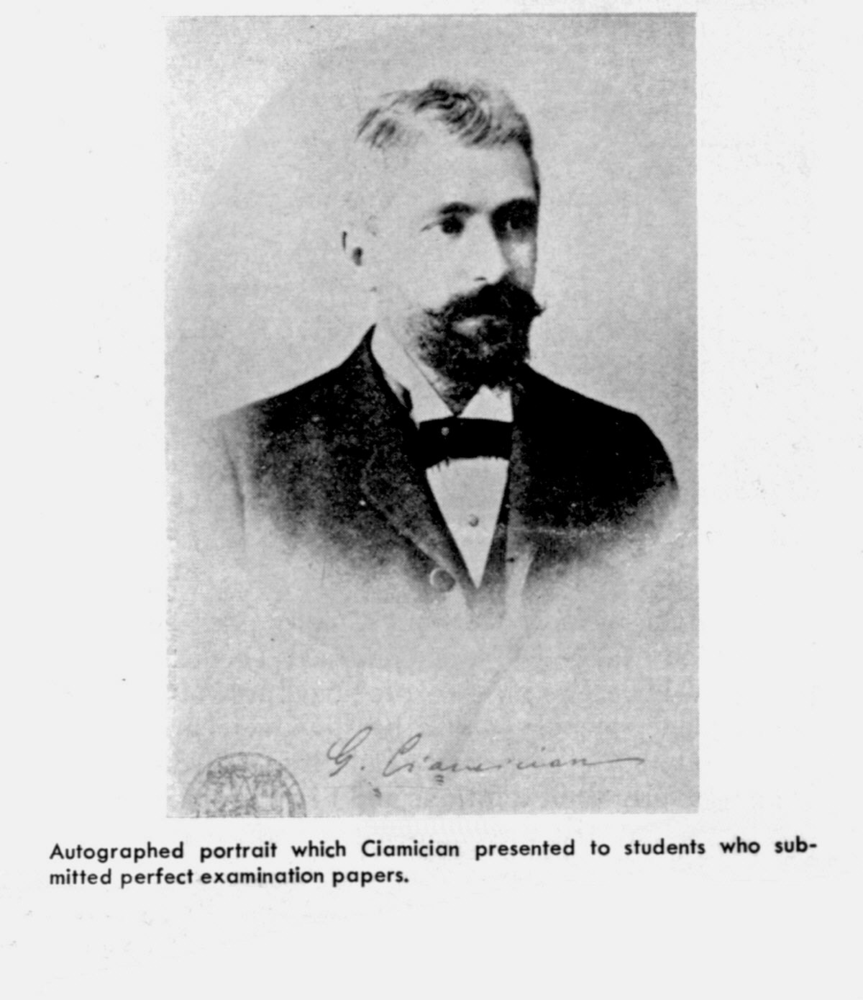 G. Ciamician
Autographed portrait which Ciamician presented to students who sub-
mitted perfect examination papers.